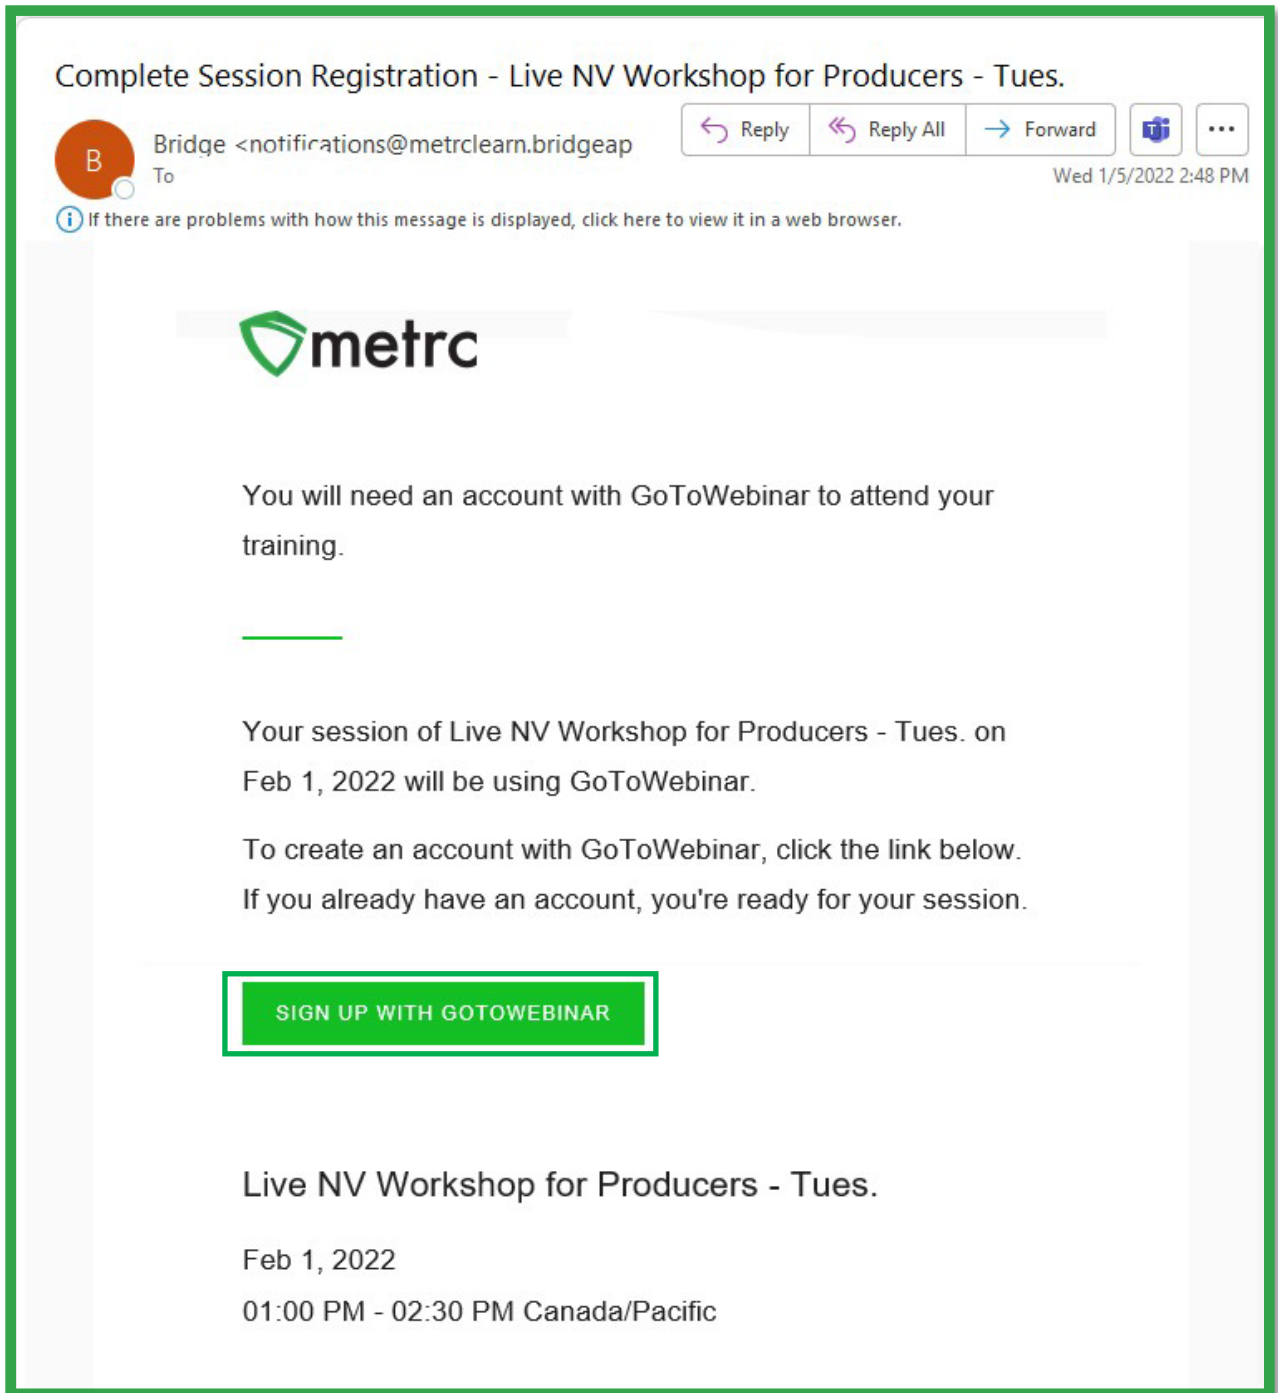 Complete Session Registration - Live NV Workshop for Producers - Tues.
B
Bridge <notifications@metrclearn.bridgeap
Reply
Reply All
Forward
To
Wed 1/5/2022 2:48 PM
If there are problems with how this message is displayed, click here to view it in a web browser.
metrc
You will need an account with GoToWebinar to attend your
training.
Your session of Live NV Workshop for Producers - Tues. on
Feb 1, 2022 will be using GoToWebinar.
To create an account with GoToWebinar, click the link below.
If you already have an account, you're ready for your session.
SIGN UP WITH GOTOWEBINAR
Live NV Workshop for Producers - Tues.
Feb 1, 2022
01:00 PM - 02:30 PM Canada/Pacific